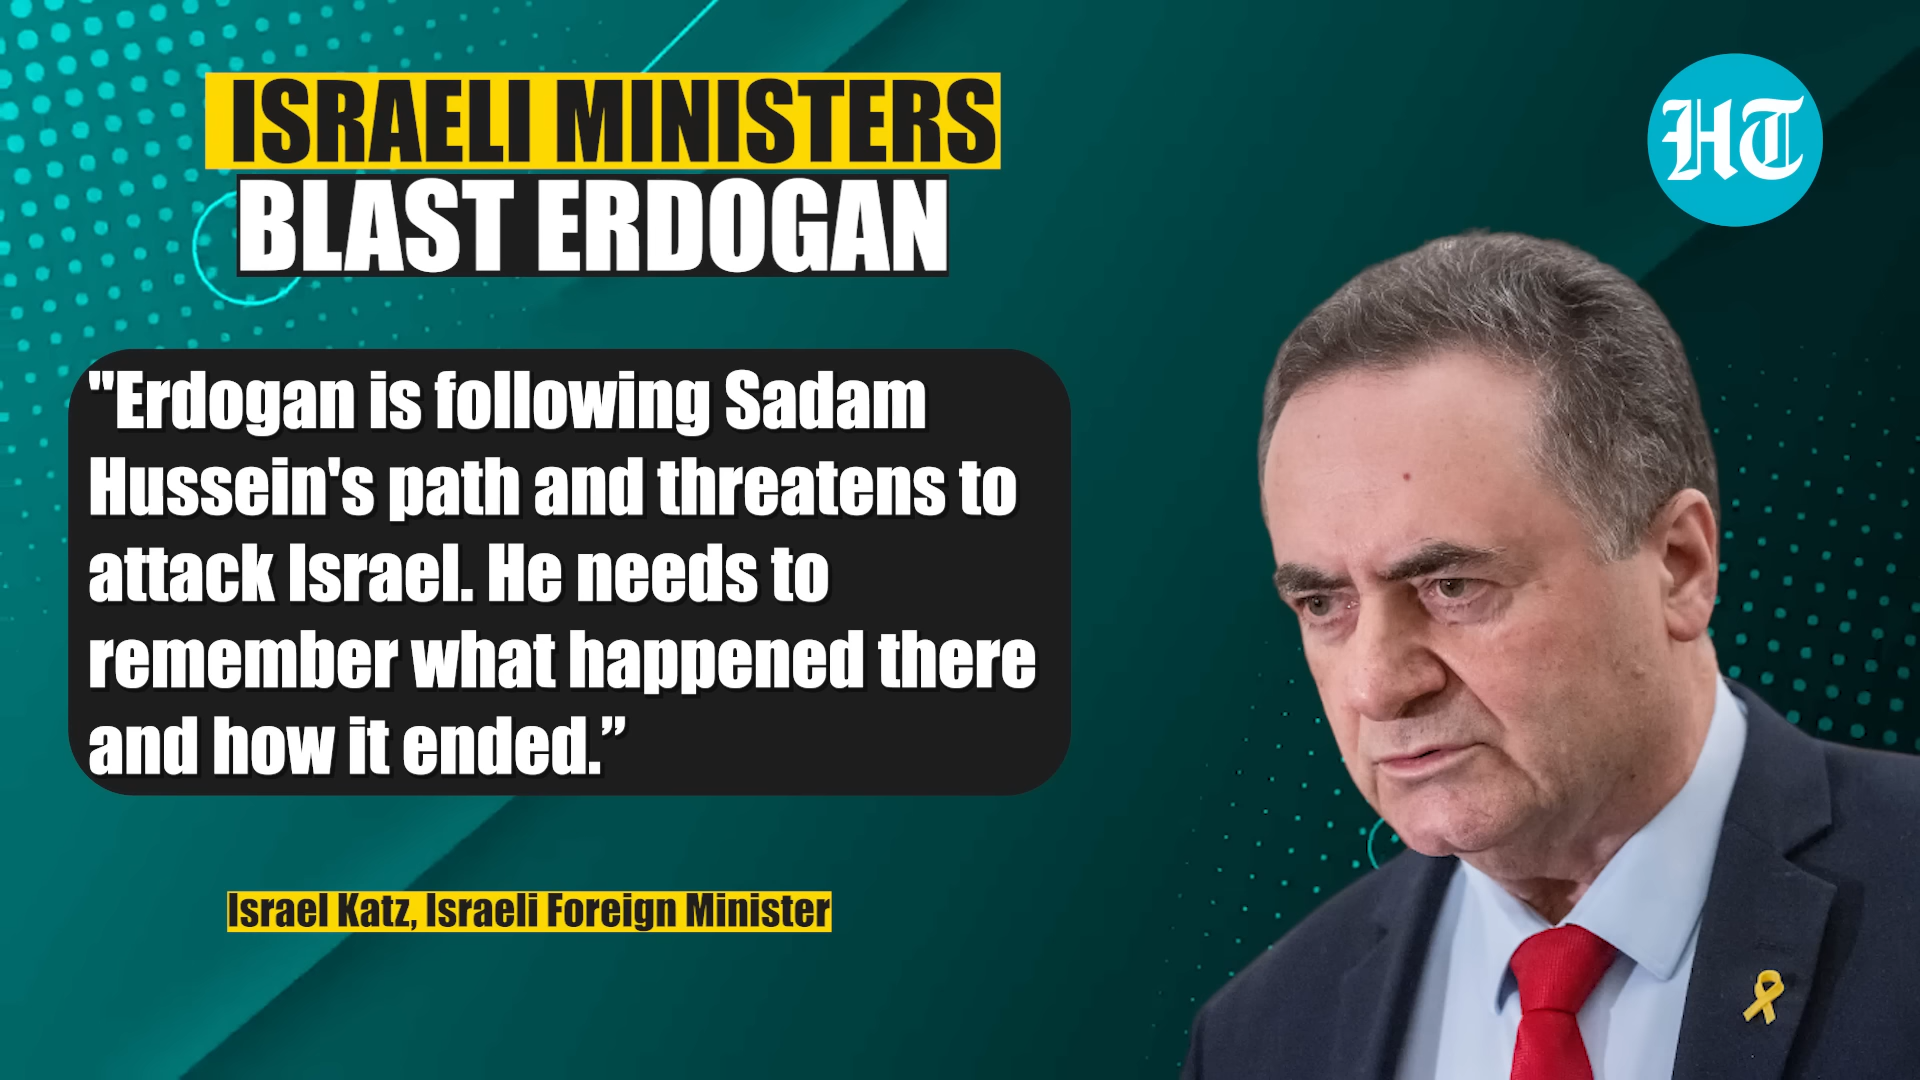 ISRAELI MINISTERS
BLAST ERDOGAN
HT
"Erdogan is following Sadam
Hussein's path and threatens to
attack Israel. He needs to
remember what happened there
and how it ended.”
Israel Katz, Israeli Foreign Minister